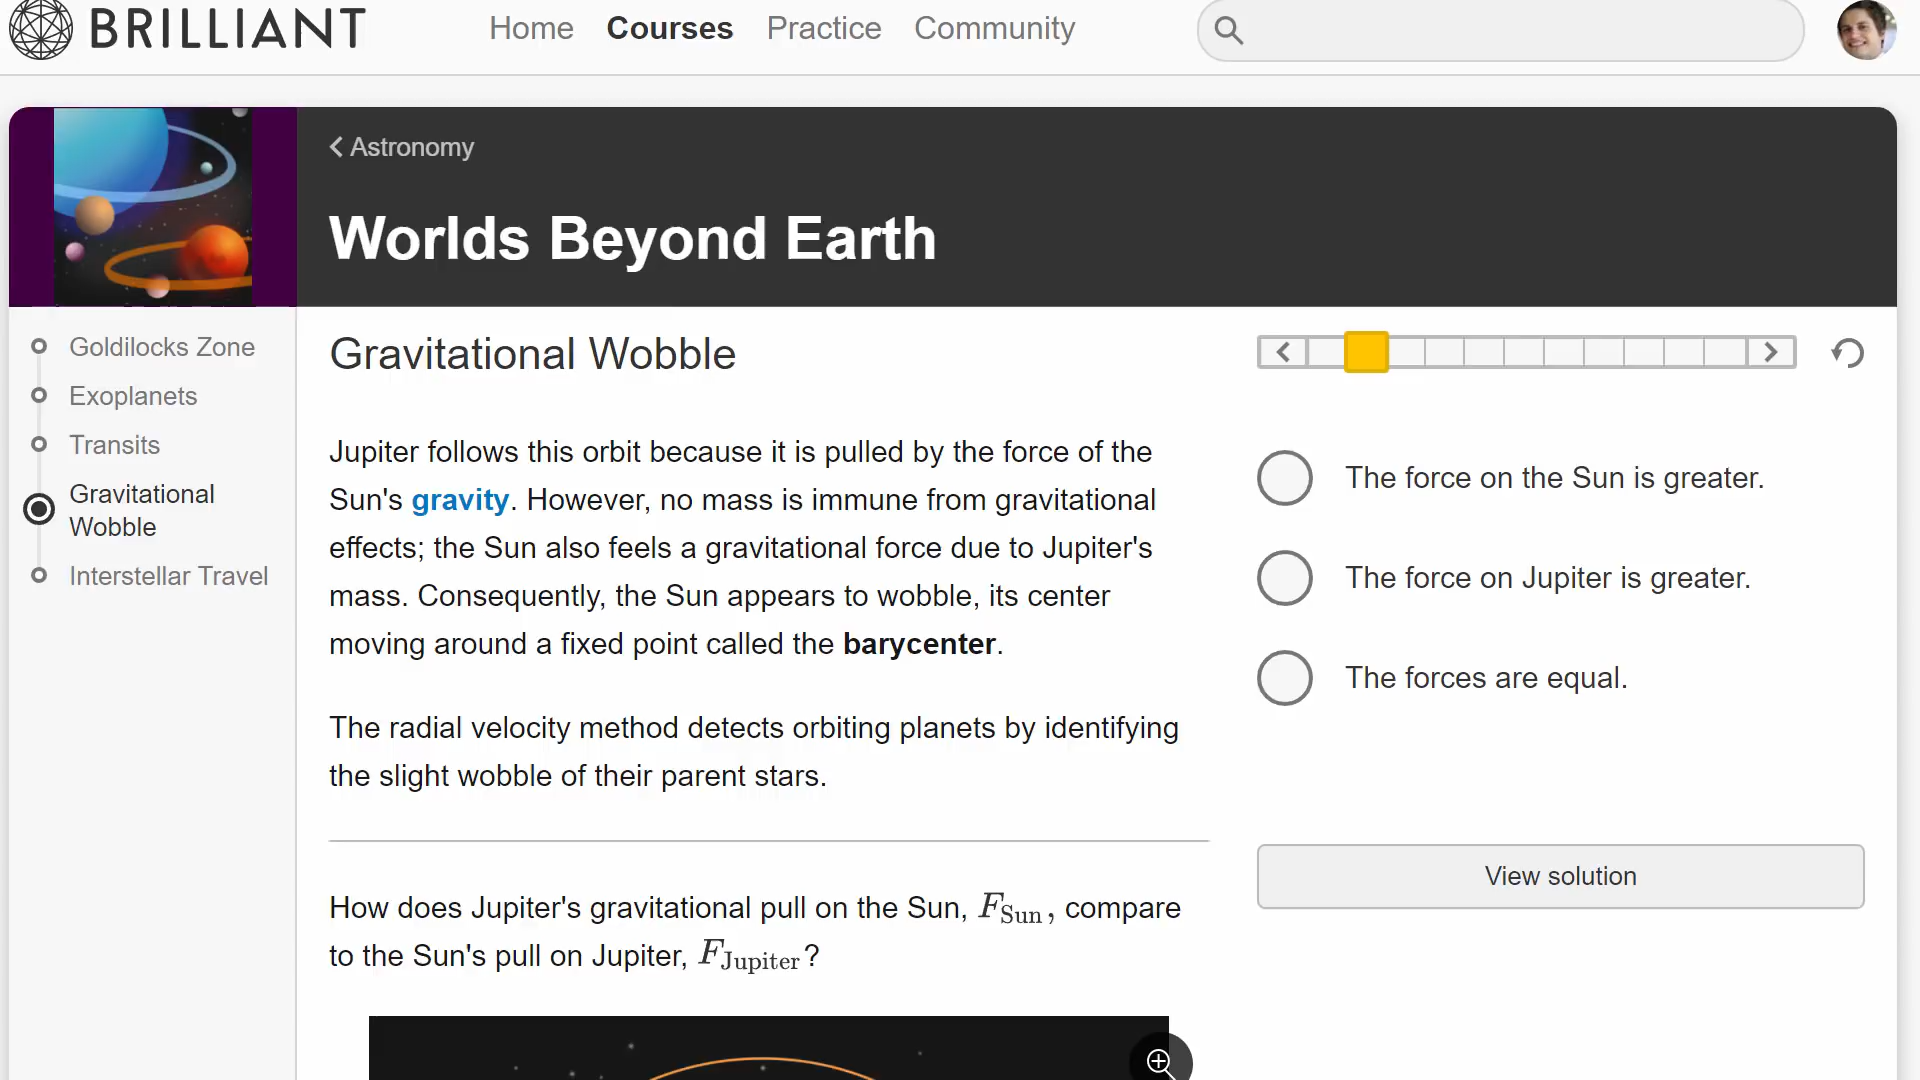 BRILLIANT
Home Courses Practice Community
Astronomy
Worlds Beyond Earth
Goldilocks Zone
Exoplanets
Transits
Gravitational
Wobble
Interstellar Travel
Gravitational Wobble
Jupiter follows this orbit because it is pulled by the force of the
Sun's gravity. However, no mass is immune from gravitational
effects; the Sun also feels a gravitational force due to Jupiter's
mass. Consequently, the Sun appears to wobble, its center
moving around a fixed point called the barycenter.
The radial velocity method detects orbiting planets by identifying
the slight wobble of their parent stars.
How does Jupiter's gravitational pull on the Sun, F_Sun, compare
to the Sun's pull on Jupiter, F_Jupiter?
The force on the Sun is greater.
The force on Jupiter is greater.
The forces are equal.
View solution